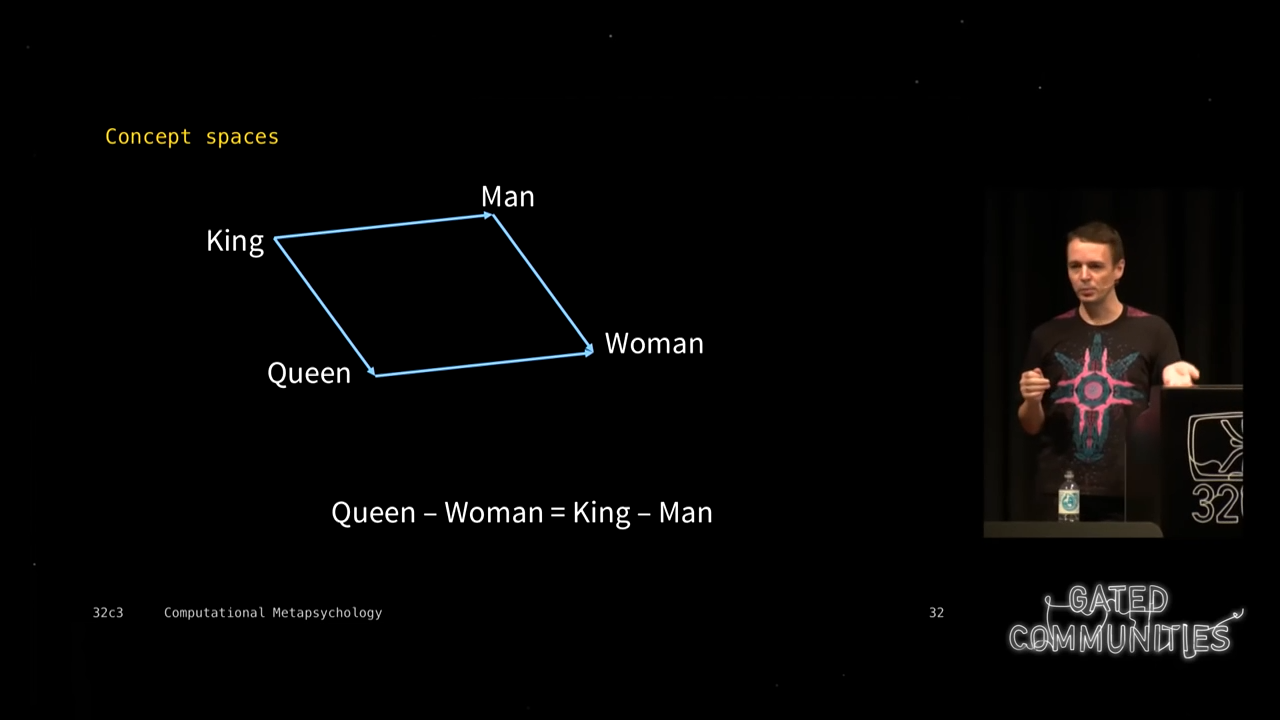 Concept spaces
Man
King
Woman
Queen
Queen – Woman = King – Man
32c3 Computational Metapsychology 32
GATED
COMMUNITIES
32